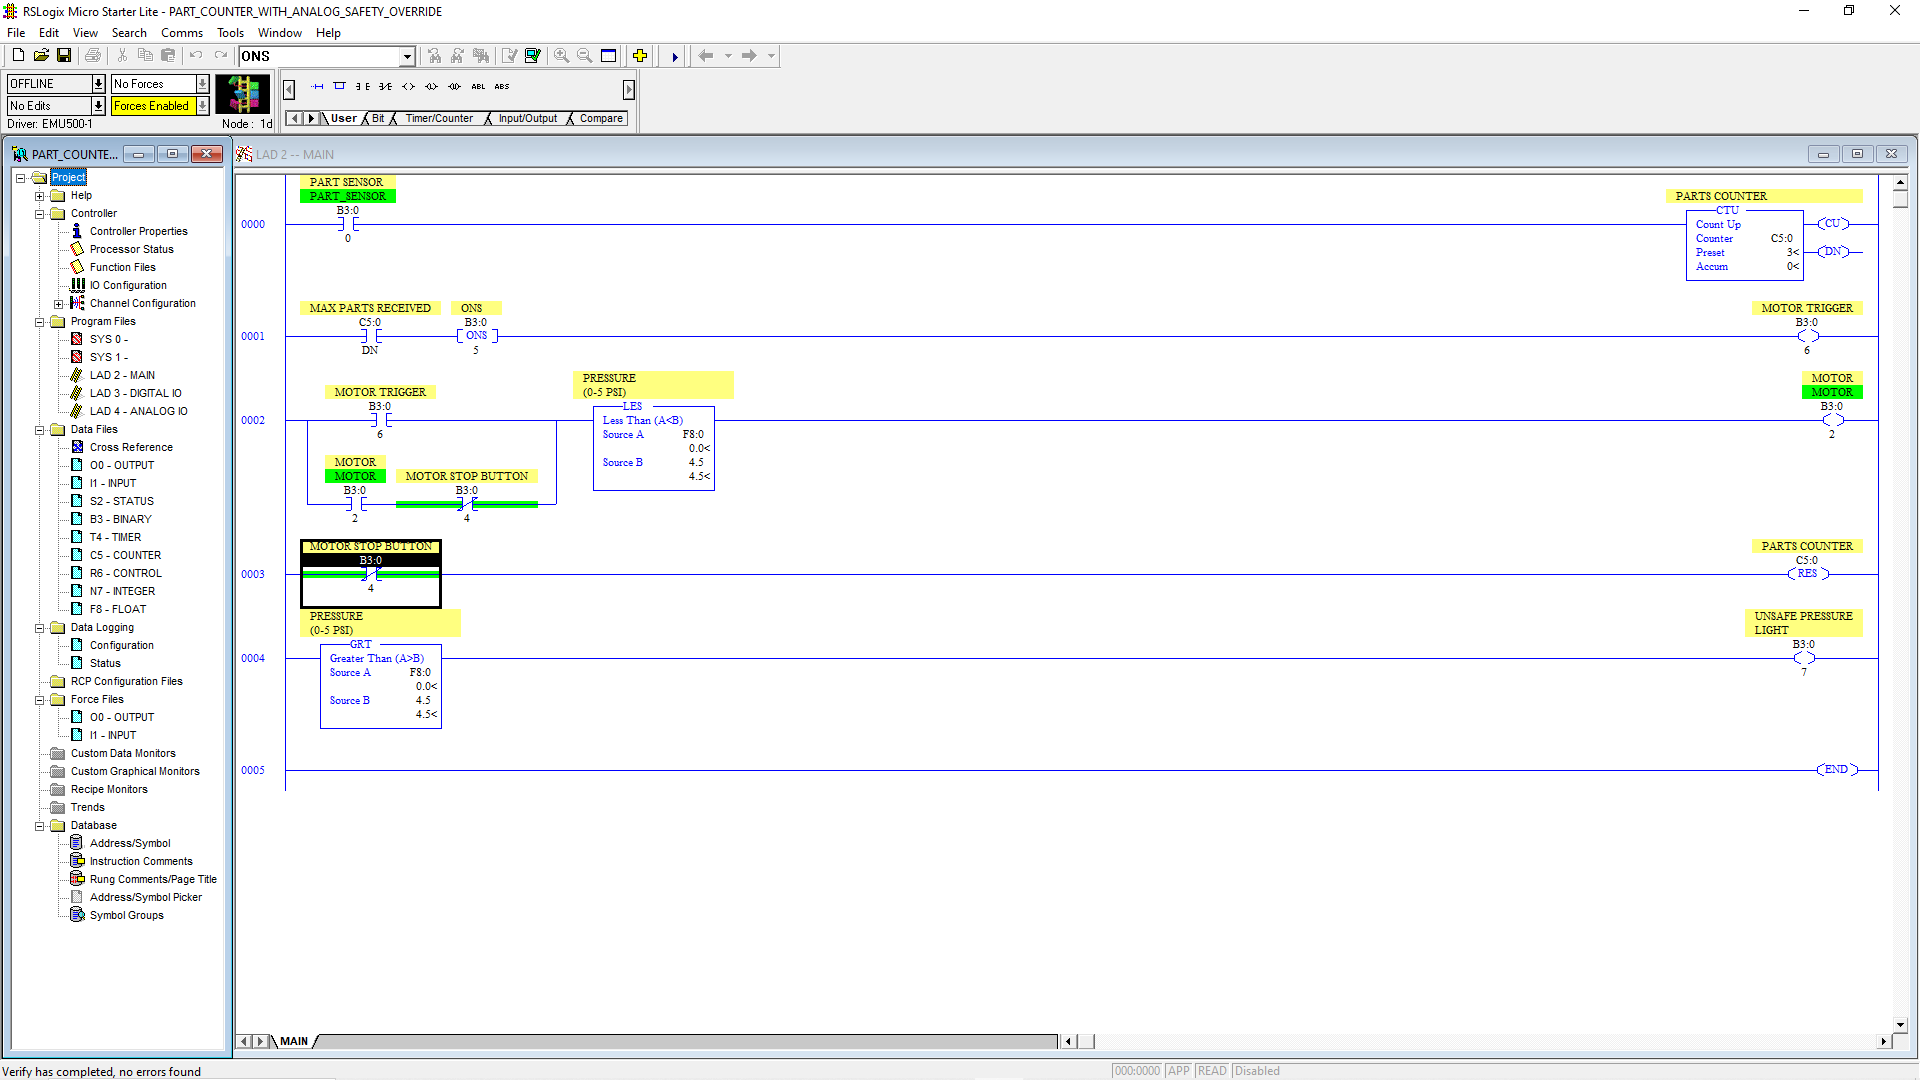 RSLogix Micro Starter Lite - PART_COUNTER_WITH_ANALOG_SAFETY_OVERRIDE
File Edit View Search Comms Tools Window Help
ONS
OFFLINE No Forces
No Edits Forces Enabled
Driver: EMU500-1 Node : 1d
ABL ABS
User Bit Timer/Counter Input/Output Compare
PART_COUNTE...
Project
Help
Controller
Controller Properties
Processor Status
Function Files
IO Configuration
Channel Configuration
Program Files
SYS 0 -
SYS 1 -
LAD 2 - MAIN
LAD 3 - DIGITAL IO
LAD 4 - ANALOG IO
Data Files
Cross Reference
O0 - OUTPUT
I1 - INPUT
S2 - STATUS
B3 - BINARY
T4 - TIMER
C5 - COUNTER
R6 - CONTROL
N7 - INTEGER
F8 - FLOAT
Data Logging
Configuration
Status
RCP Configuration Files
Force Files
O0 - OUTPUT
I1 - INPUT
Custom Data Monitors
Custom Graphical Monitors
Recipe Monitors
Trends
Database
Address/Symbol
Instruction Comments
Rung Comments/Page Title
Address/Symbol Picker
Symbol Groups
LAD 2 -- MAIN
PART SENSOR
PART_SENSOR PARTS COUNTER
B3:0 CTU
0000 Count Up CU
0 Counter C5:0
Preset 3< DN
Accum 0<
MAX PARTS RECEIVED ONS MOTOR TRIGGER
C5:0 B3:0 B3:0
0001 ONS
DN 5 6
PRESSURE MOTOR
MOTOR TRIGGER (0-5 PSI) MOTOR
B3:0 LES B3:0
0002 Less Than (A<B)
6 Source A F8:0 2
0.0<
MOTOR Source B 4.5
MOTOR MOTOR STOP BUTTON 4.5<
B3:0 B3:0
2 4
MOTOR STOP BUTTON PARTS COUNTER
B3:0 C5:0
0003 RES
4
PRESSURE UNSAFE PRESSURE
(0-5 PSI) LIGHT
GRT B3:0
0004 Greater Than (A>B)
Source A F8:0 7
0.0<
Source B 4.5
4.5<
0005 END
MAIN
Verify has completed, no errors found 000:0000 APP READ Disabled